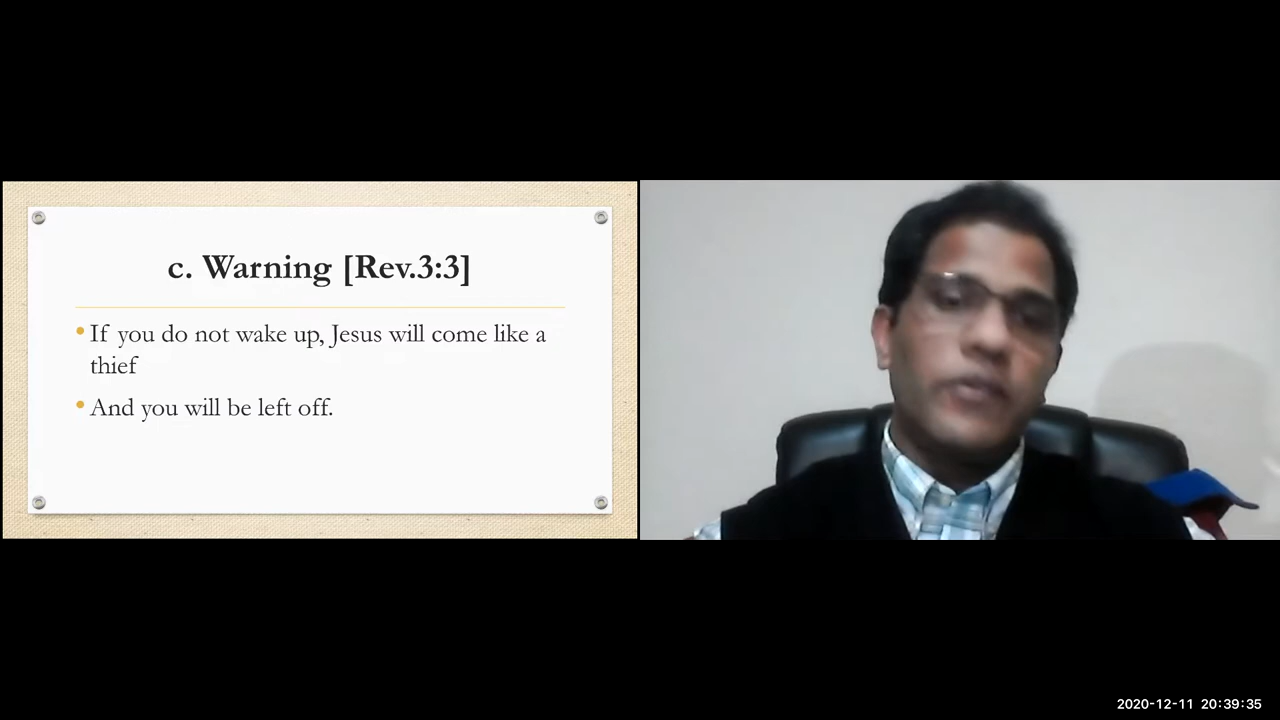 c. Warning [Rev.3:3]
• If you do not wake up, Jesus will come like a
thief
• And you will be left off.
2020-12-11 20:39:35